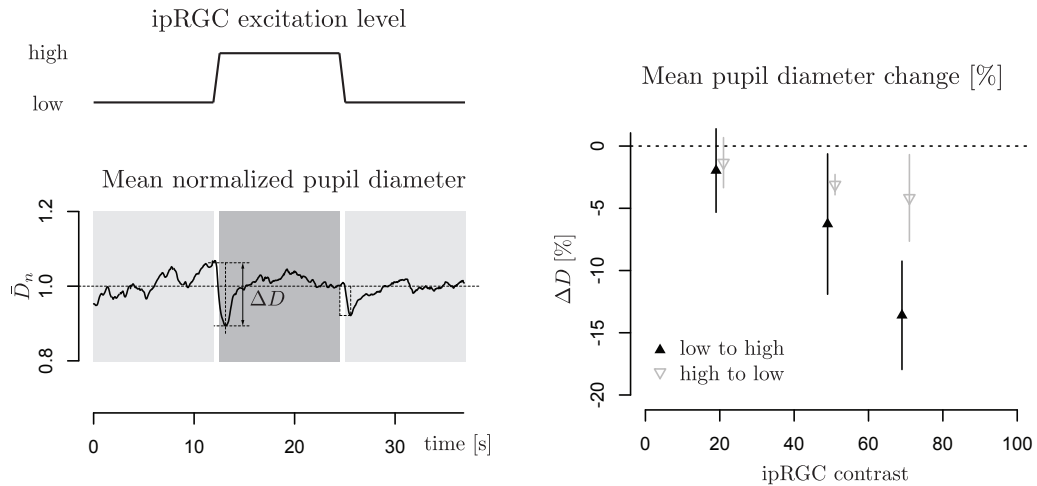 ipRGC excitation level
high
low
Mean normalized pupil diameter
1.2
1.0
0.8
D̄n
ΔD
0 10 20 30 time [s]
Mean pupil diameter change [%]
0
-5
-10
-15
-20
ΔD [%]
low to high
high to low
0 20 40 60 80 100
ipRGC contrast